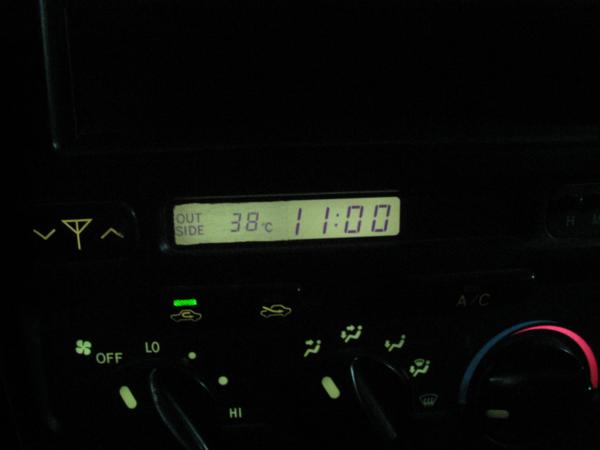 OUT 38°C 11:00
SIDE
H
A/C
LO
OFF
HI